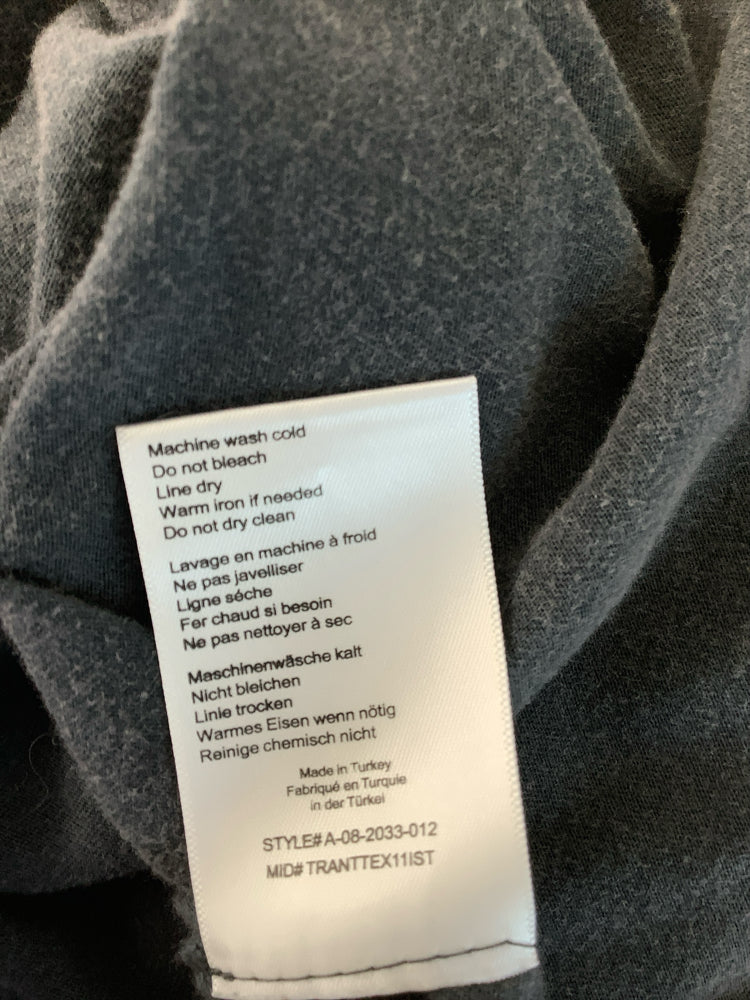 Machine wash cold
Do not bleach
Line dry
Warm iron if needed
Do not dry clean
Lavage en machine à froid
Ne pas javelliser
Ligne séche
Fer chaud si besoin
Ne pas nettoyer à sec
Maschinenwäsche kalt
Nicht bleichen
Linie trocken
Warmes Eisen wenn nötig
Reinige chemisch nicht
Made in Turkey
Fabriqué en Turquie
in der Türkei
STYLE# A-08-2033-012
MID# TRANTTEX11IST